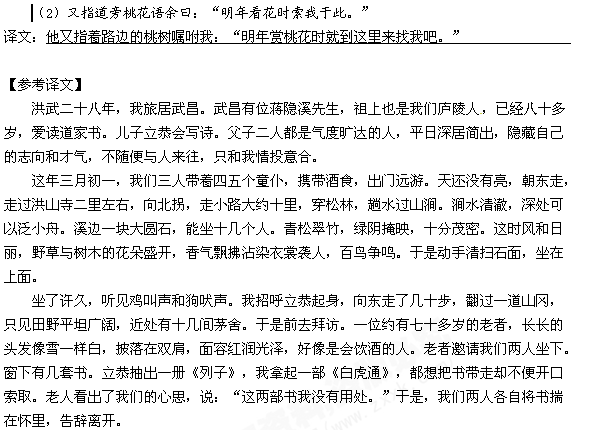 （2）又指道旁桃花语余曰：“明年看花时索我于此。”
译文：他又指着路边的桃树嘱咐我：“明年赏桃花时就到这里来找我吧。”
【参考译文】
洪武二十八年，我旅居武昌。武昌有位蒋隐溪先生，祖上也是我们庐陵人，已经八十多
岁，爱读道家书。儿子立恭会写诗。父子二人都是气度旷达的人，平日深居简出，隐藏自己
的志向和才气，不随便与人来往，只和我情投意合。
这年三月初一，我们三人带着四五个童仆，携带酒食，出门远游。天还没有亮，朝东走，
走过洪山寺二里左右，向北拐，走小路大约十里，穿松林，趟水过山涧。涧水清澈，深处可
以泛小舟。溪边一块大圆石，能坐十几个人。青松翠竹，绿阴掩映，十分茂密。这时风和日
丽，野草与树木的花朵盛开，香气飘拂沾染衣裳袭人，百鸟争鸣。于是动手清扫石面，坐在
上面。
坐了许久，听见鸡叫声和狗吠声。我招呼立恭起身，向东走了几十步，翻过一道山冈，
只见田野平坦广阔，近处有十几间茅舍。于是前去拜访。一位约有七十多岁的老者，长长的
头发像雪一样白，披落在双肩，面容红润光泽，好像是会饮酒的人。老者邀请我们两人坐下。
窗下有几套书。立恭抽出一册《列子》，我拿起一部《白虎通》，都想把书带走却不便开口
索取。老人看出了我们的心思，说：“这两部书我没有用处。”于是，我们两人各自将书揣
在怀里，告辞离开。